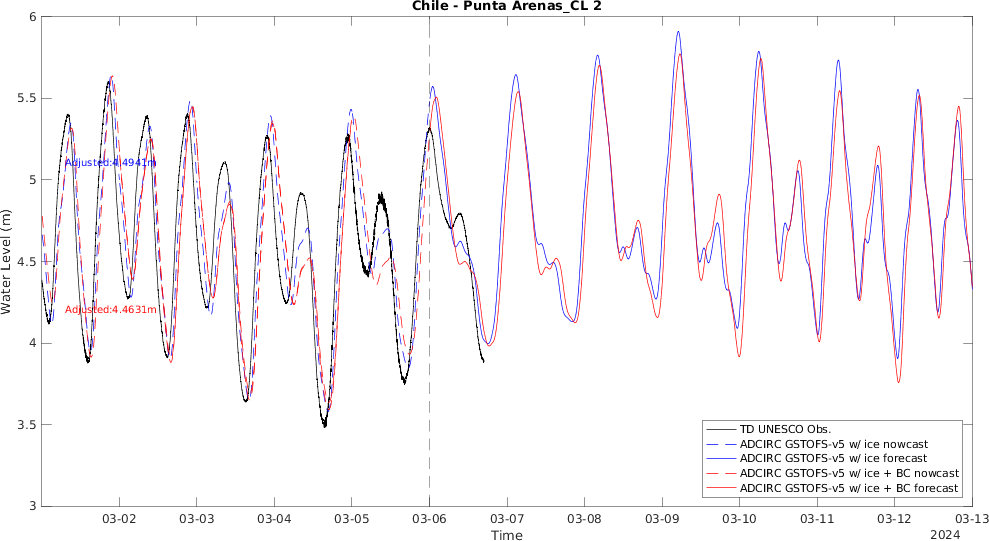 Chile - Punta Arenas_CL 2
6
5.5
5
4.5
4
3.5
3
Water Level (m)
Adjusted:4.4941m
Adjusted:4.4631m
TD UNESCO Obs.
ADCIRC GSTOFS-v5 w/ ice nowcast
ADCIRC GSTOFS-v5 w/ ice forecast
ADCIRC GSTOFS-v5 w/ ice + BC nowcast
ADCIRC GSTOFS-v5 w/ ice + BC forecast
03-02 03-03 03-04 03-05 03-06 03-07 03-08 03-09 03-10 03-11 03-12 03-13
Time
2024